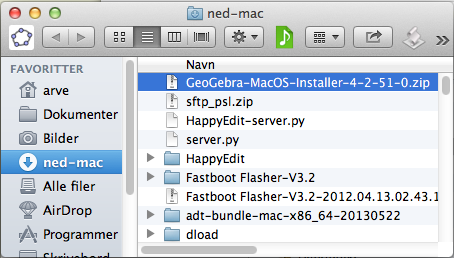 ned-mac
FAVORITTER
arve
Dokumenter
Bilder
ned-mac
Alle filer
AirDrop
Programmer
Skrivebord
Navn
GeoGebra-MacOS-Installer-4-2-51-0.zip
sftp_psl.zip
HappyEdit-server.py
server.py
HappyEdit
Fastboot Flasher-V3.2
Fastboot Flasher-V3.2-2012.04.13.02.43.1
adt-bundle-mac-x86_64-20130522
dload